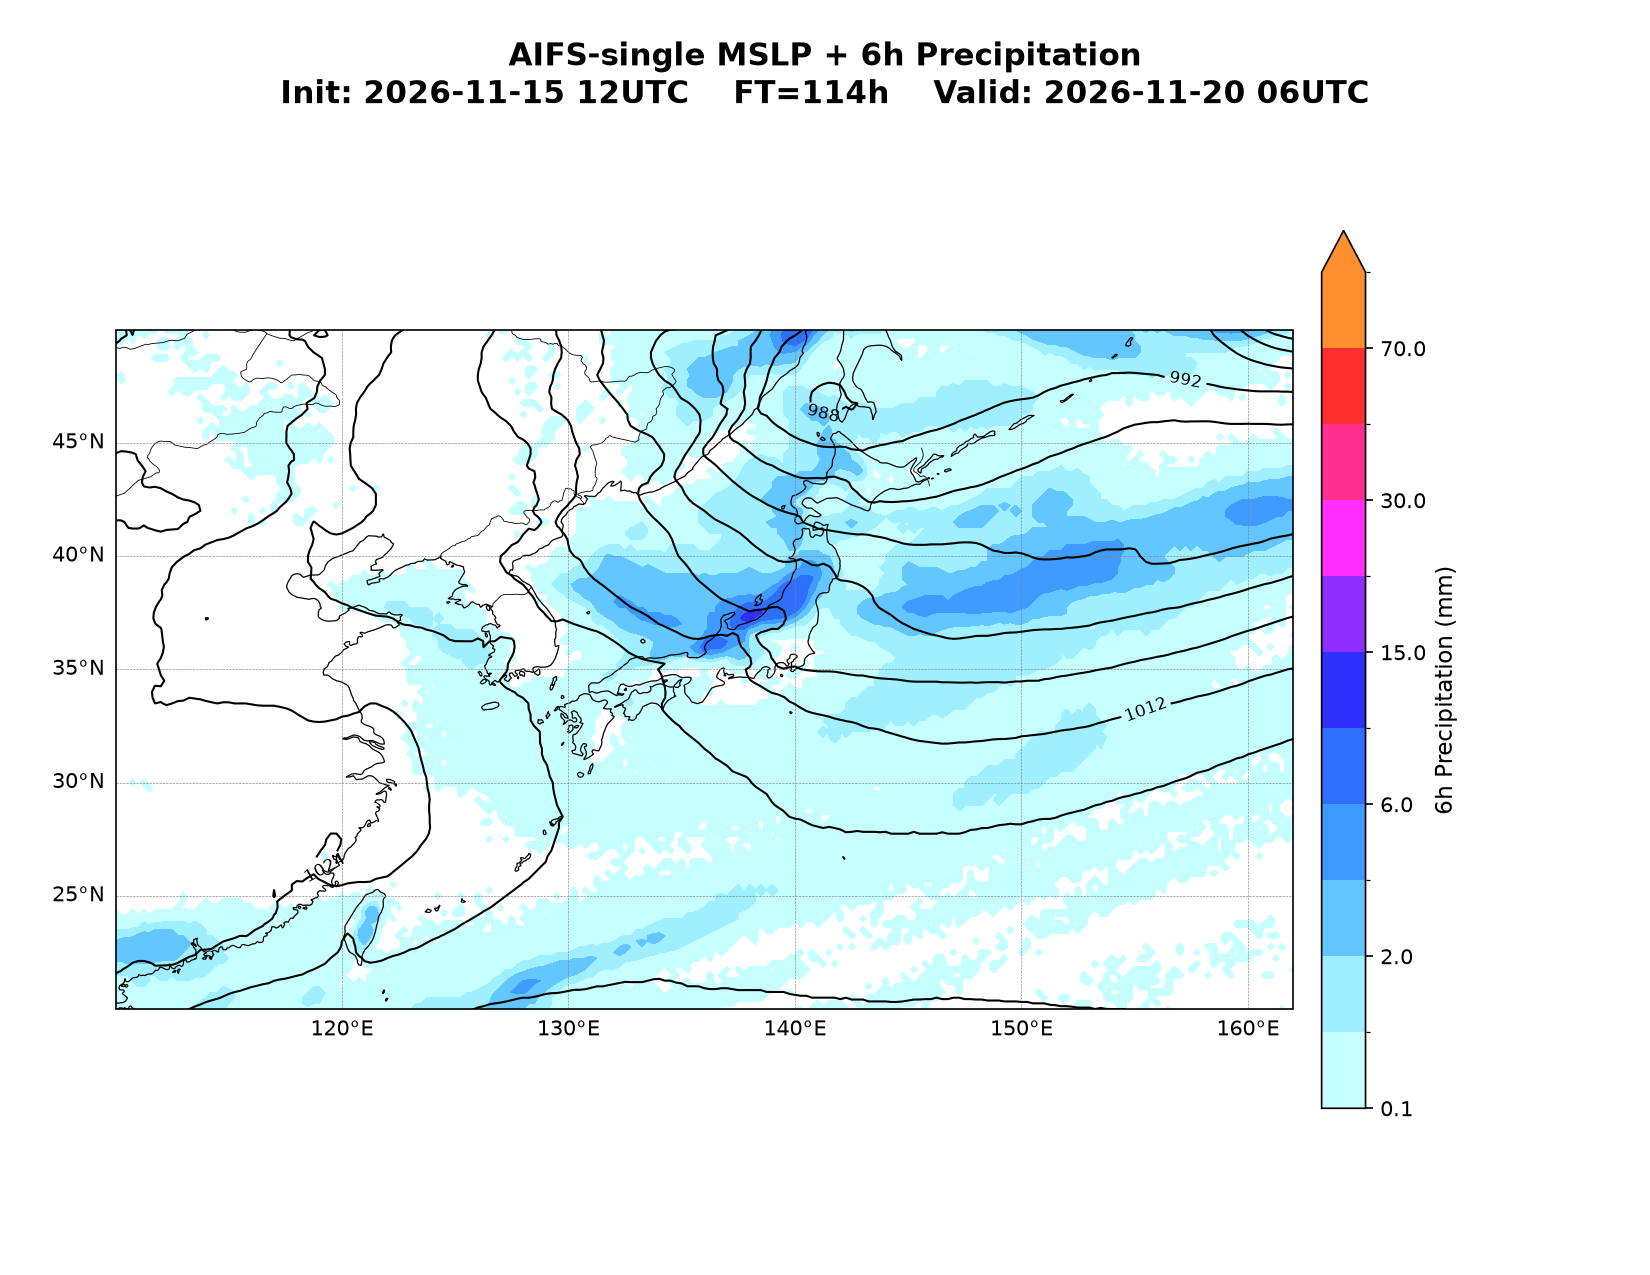 AIFS-single MSLP + 6h Precipitation
Init: 2026-11-15 12UTC    FT=114h    Valid: 2026-11-20 06UTC
70.0
992
988
45°N
30.0
40°N
15.0
6h Precipitation (mm)
35°N
1012
30°N
6.0
1024
25°N
2.0
120°E
130°E
140°E
150°E
160°E
0.1